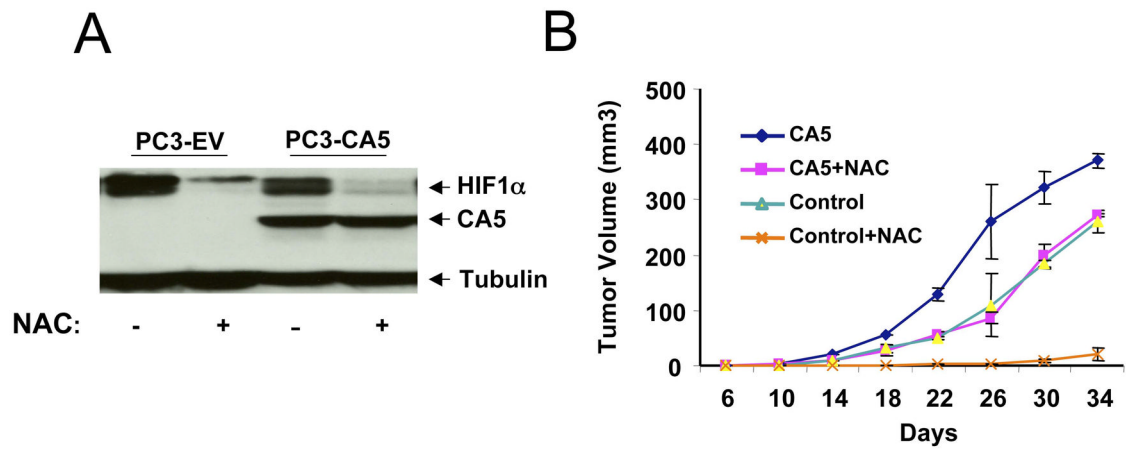 A
PC3-EV PC3-CA5
HIF1α
CA5
Tubulin
NAC: - + - +
B
Tumor Volume (mm3)
500
400
300
200
100
0
CA5
CA5+NAC
Control
Control+NAC
6 10 14 18 22 26 30 34
Days